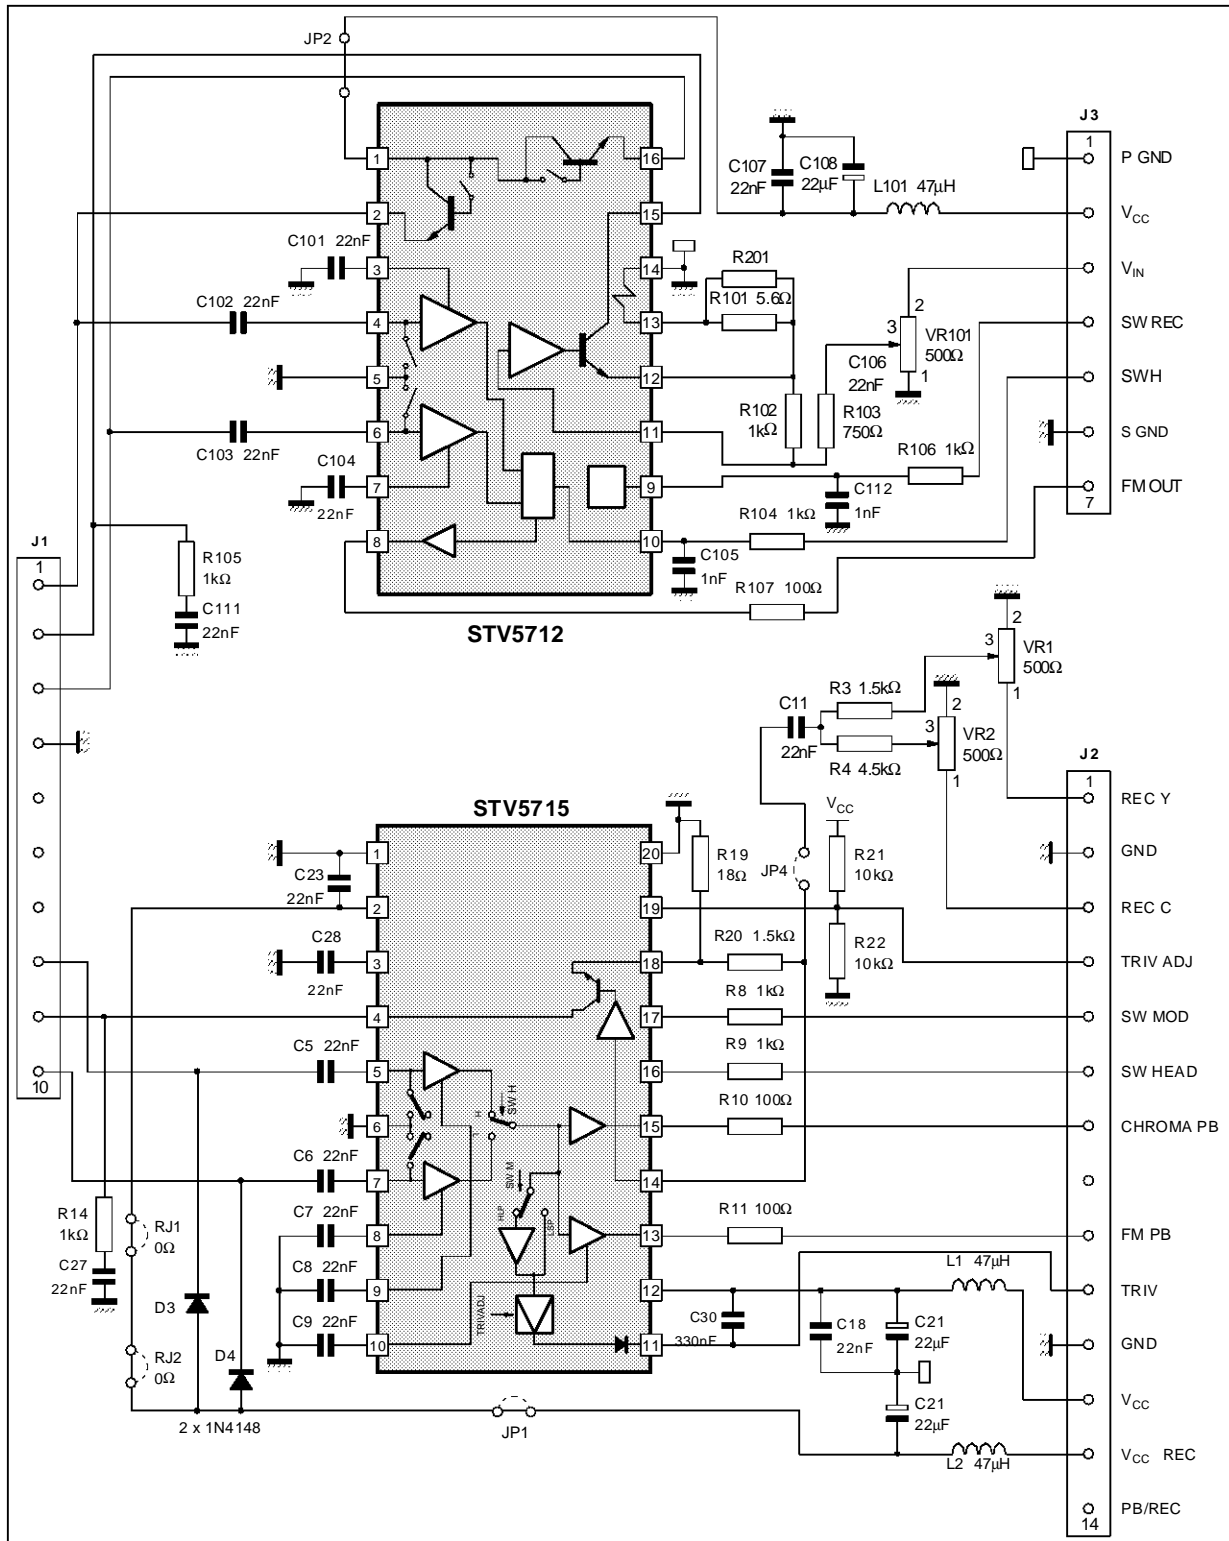 JP2
J3
1
P GND
C107
22nF
C108
22µF
L101 47µH
VCC
1
16
2
15
C101 22nF
3
14
R201
VIN
R101 5.6Ω
C102 22nF
4
13
2
3
VR101
500Ω
1
SW REC
C106
22nF
5
12
SWH
R102
1kΩ
R103
750Ω
6
11
C103 22nF
R106 1kΩ
S GND
C104
22nF
7
9
C112
1nF
FM OUT
7
R104 1kΩ
8
10
C105
1nF
R107 100Ω
J1
1
R105
1kΩ
C111
22nF
STV5712
2
3
VR1
500Ω
1
R3 1.5kΩ
C11
22nF
2
3
VR2
500Ω
1
R4 4.5kΩ
J2
1
REC Y
STV5715
VCC
1
20
R19
18Ω
JP4
R21
10kΩ
GND
C23
22nF
2
19
REC C
C28
22nF
3
18
R20 1.5kΩ
R22
10kΩ
TRIV ADJ
4
17
R8 1kΩ
SW MOD
C5 22nF
5
16
R9 1kΩ
SW HEAD
10
SW H
H
L
6
15
R10 100Ω
CHROMA PB
C6 22nF
7
14
SW M
HLP
LSP
R14
1kΩ
RJ1
0Ω
C7 22nF
8
13
R11 100Ω
FM PB
C27
22nF
C8 22nF
9
12
L1 47µH
TRIV
D3
TRIVADJ
C30
330nF
C18
22nF
C21
22µF
C9 22nF
10
11
GND
RJ2
0Ω
D4
C21
22µF
VCC
2 x 1N4148
JP1
L2 47µH
VCC REC
PB/REC
14